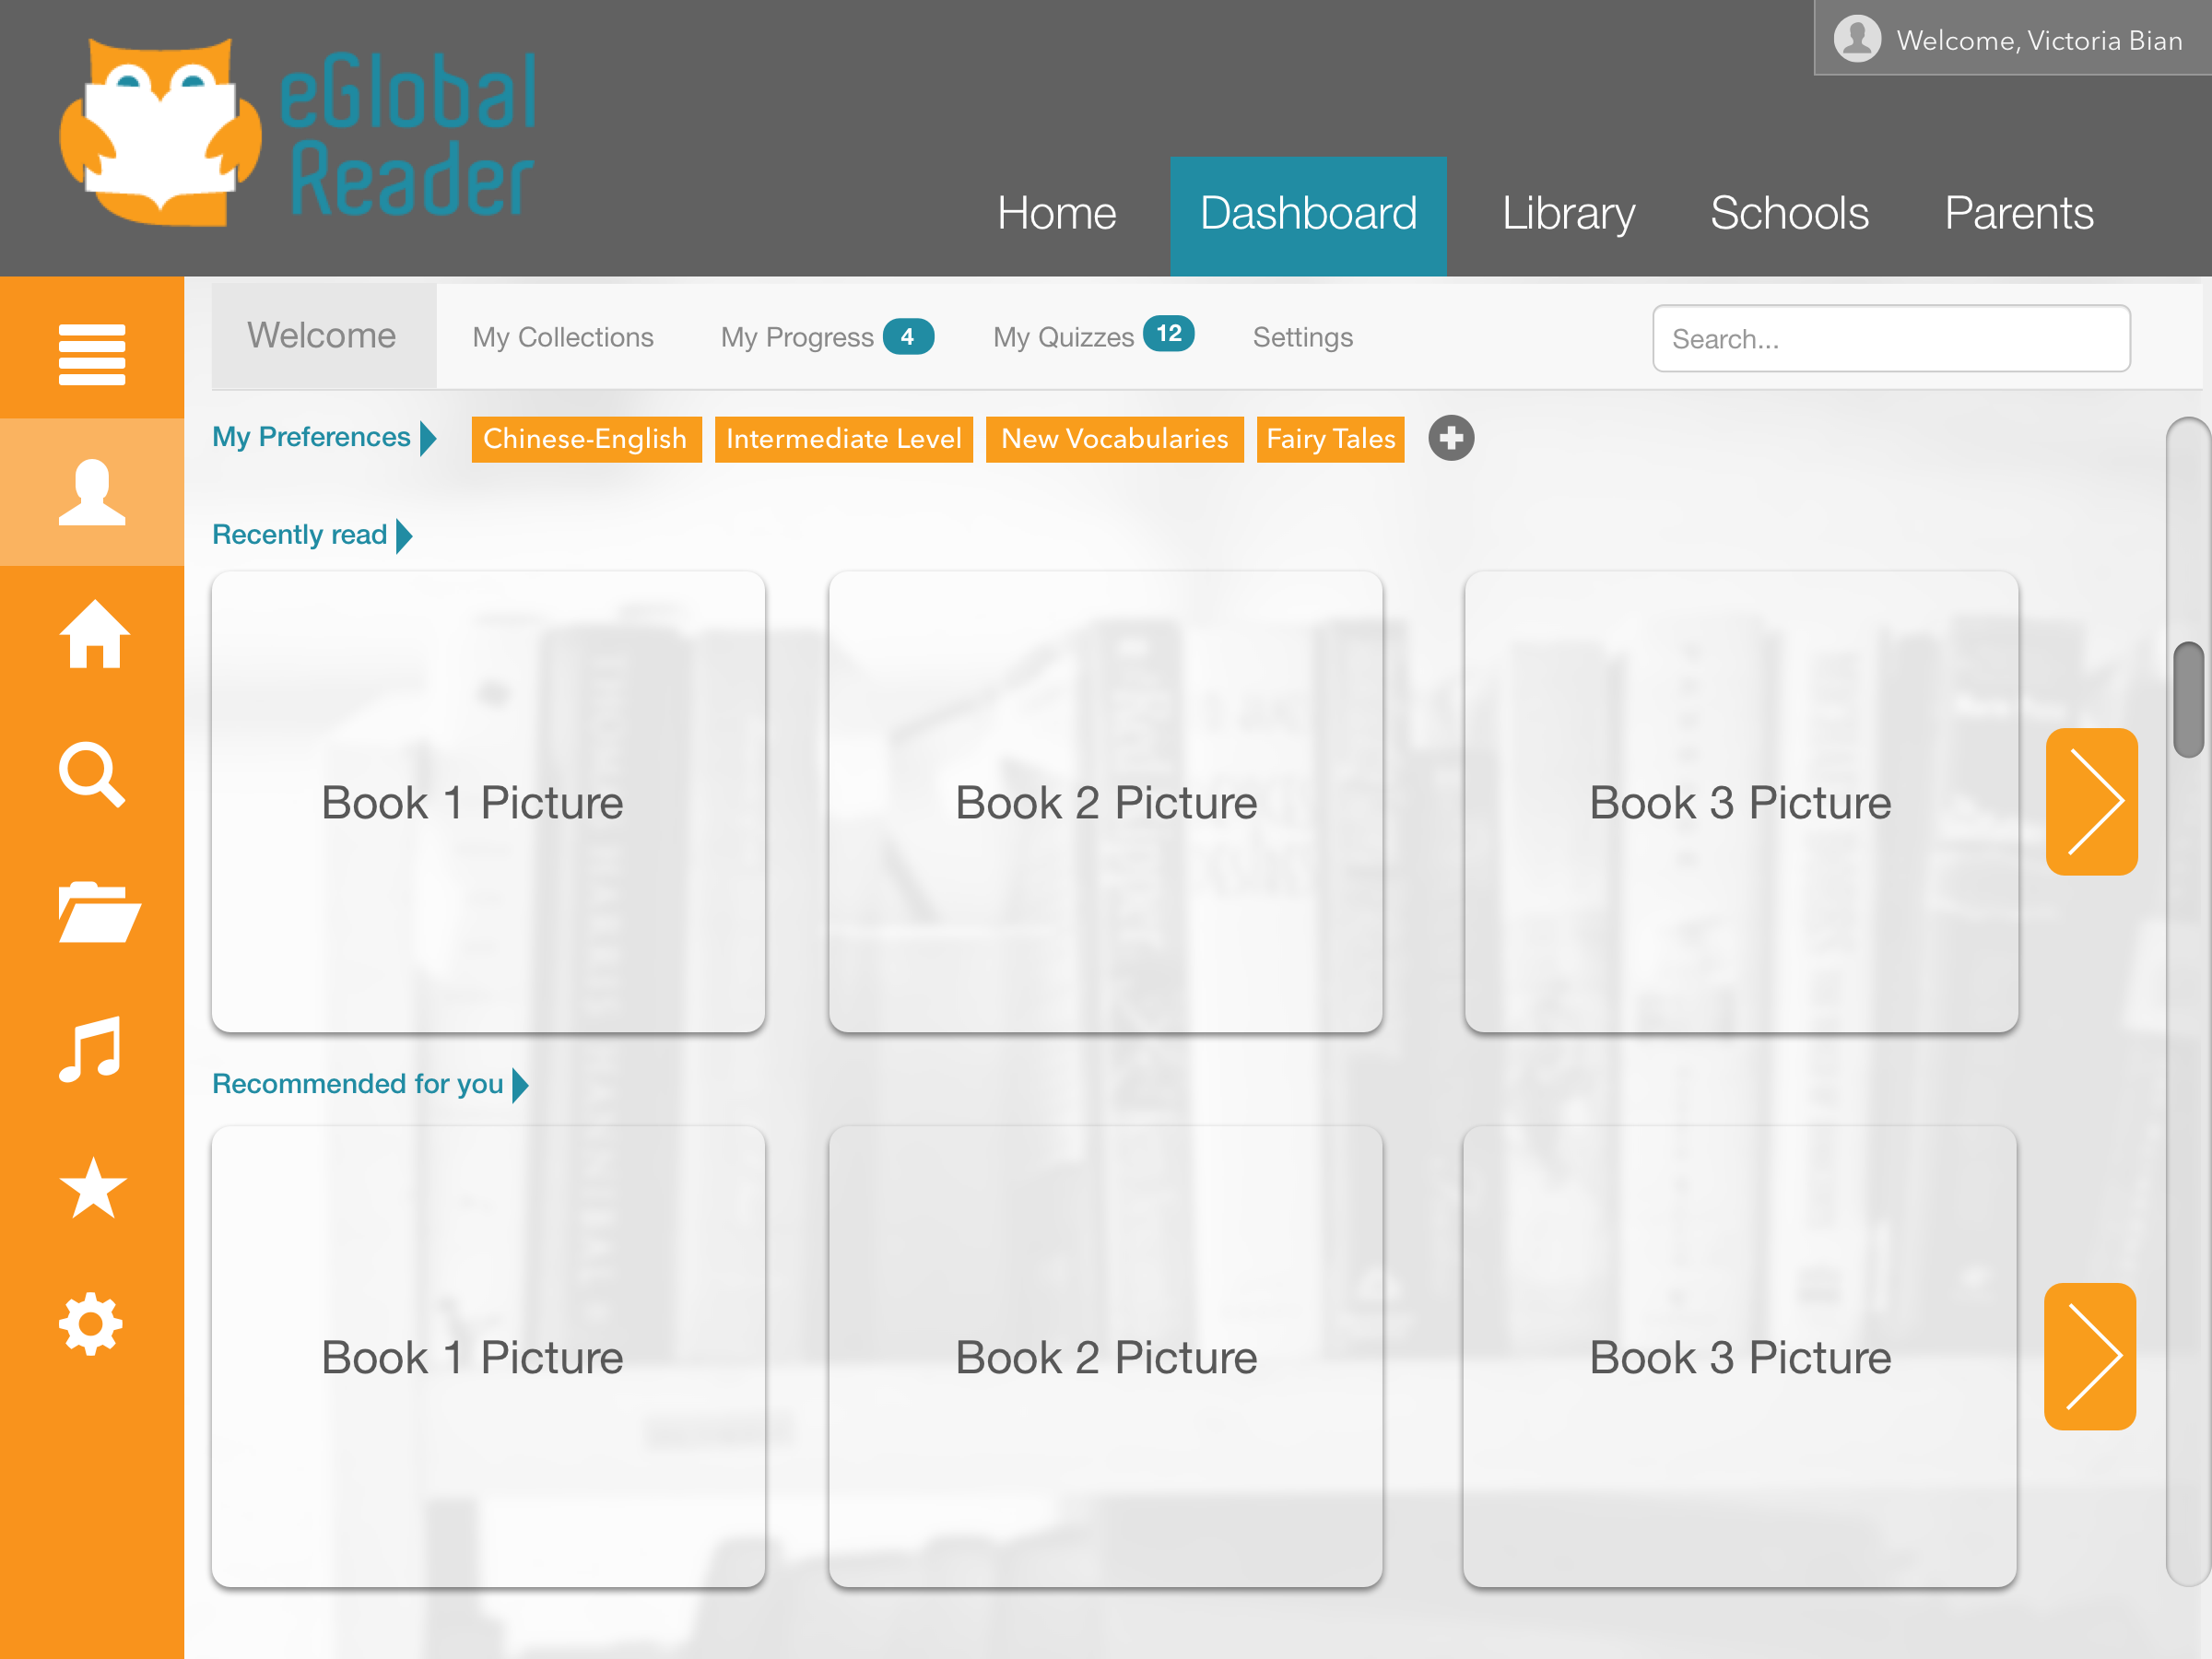 Welcome, Victoria Bian
eGlobal
Reader
Home Dashboard Library Schools Parents
Welcome My Collections My Progress 4 My Quizzes 12 Settings Search...
My Preferences Chinese-English Intermediate Level New Vocabularies Fairy Tales
Recently read
Book 1 Picture Book 2 Picture Book 3 Picture
Recommended for you
Book 1 Picture Book 2 Picture Book 3 Picture